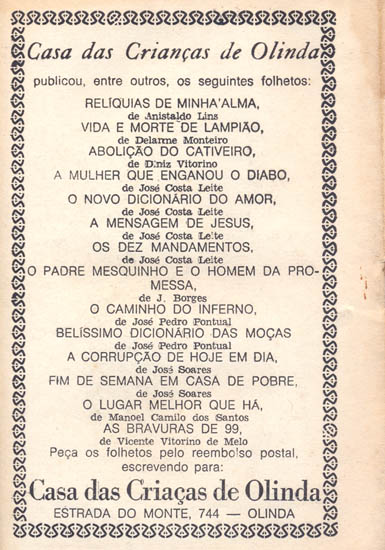 Casa das Crianças de Olinda
publicou, entre outros, os seguintes folhetos:
RELÍQUIAS DE MINHA'ALMA,
de Anistaldo Lins
VIDA E MORTE DE LAMPIÃO,
de Delarme Monteiro
ABOLIÇÃO DO CATIVEIRO,
de Diniz Vitorino
A MULHER QUE ENGANOU O DIABO,
de José Costa Leite
O NOVO DICIONÁRIO DO AMOR,
de José Costa Leite
A MENSAGEM DE JESUS,
de José Costa Leite
OS DEZ MANDAMENTOS,
de José Costa Leite
O PADRE MESQUINHO E O HOMEM DA PRO-
MESSA,
de J. Borges
O CAMINHO DO INFERNO,
de José Pedro Pontual
BELÍSSIMO DICIONÁRIO DAS MOÇAS
de José Pedro Pontual
A CORRUPÇÃO DE HOJE EM DIA,
de José Soares
FIM DE SEMANA EM CASA DE POBRE,
de José Soares
O LUGAR MELHOR QUE HÁ,
de Manoel Camilo dos Santos
AS BRAVURAS DE 99,
de Vicente Vitorino de Melo
Peça os folhetos pelo reembolso postal,
escrevendo para:
Casa das Criaças de Olinda
ESTRADA DO MONTE, 744 — OLINDA